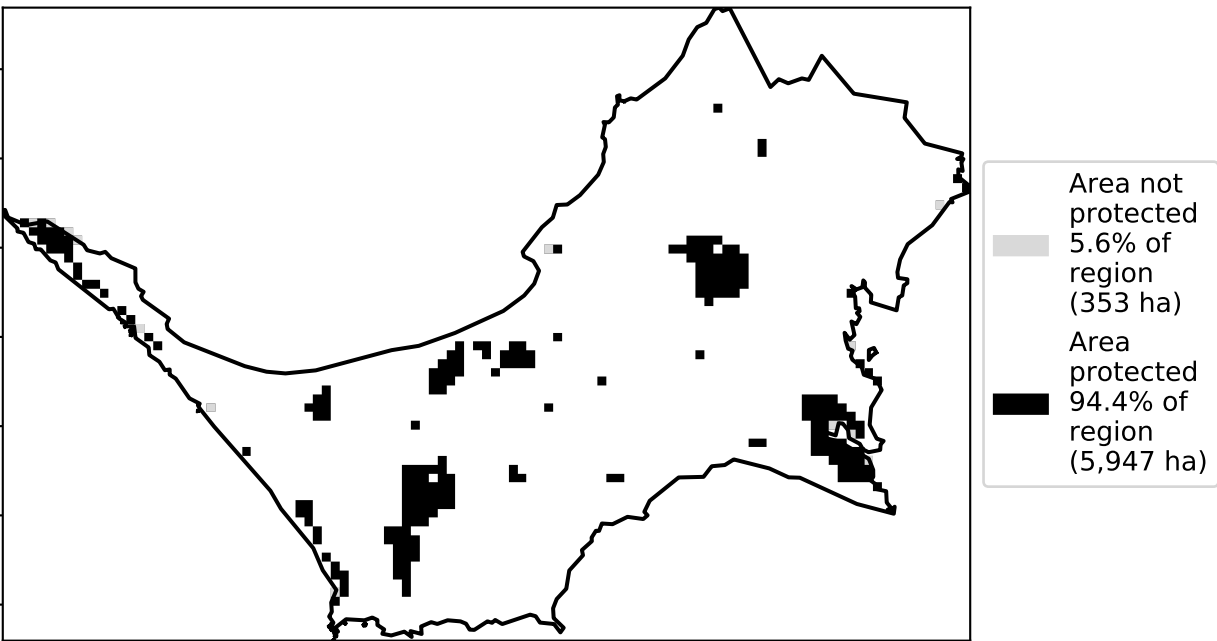 Area not
protected
5.6% of
region
(353 ha)
Area
protected
94.4% of
region
(5,947 ha)